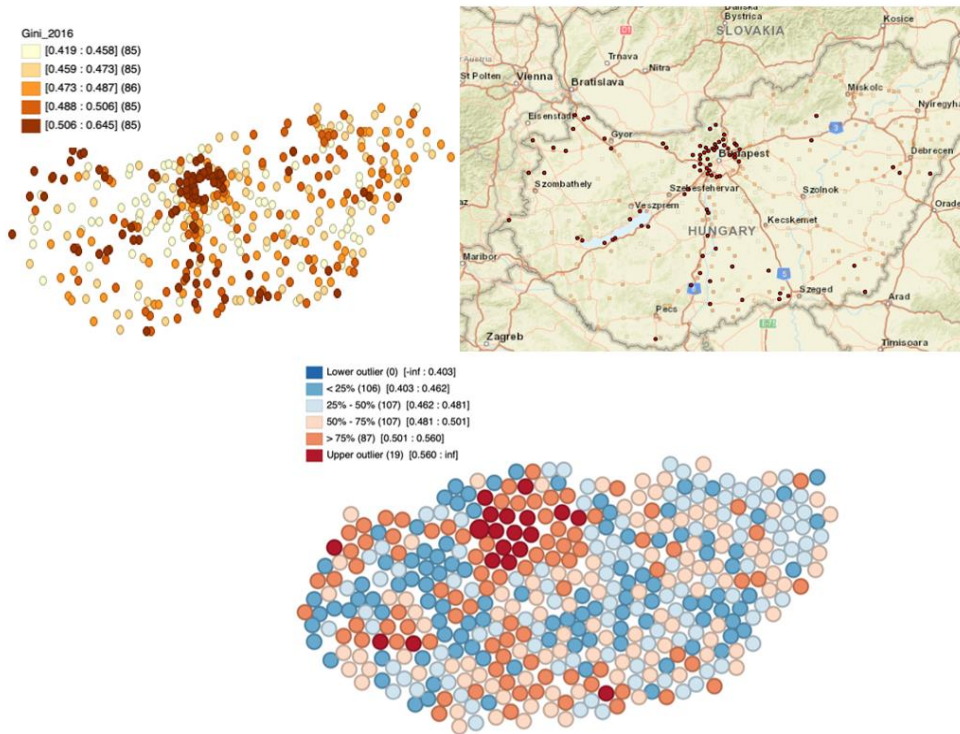 Gini_2016
[0.419 : 0.458] (85)
[0.459 : 0.473] (85)
[0.473 : 0.487] (86)
[0.488 : 0.506] (85)
[0.506 : 0.645] (85)
Banska
Bystrica
Kosice
SLOVAKIA
Trnava
Nitra
Austria
St Polten
Vienna
Bratislava
Miskolc
Eisenstadt
Nyiregyha
Gyor
3
Budapest
Debrecen
Szombathely
Szekesfehervar
Szolnok
Veszprem
Orade
HUNGARY
Kecskemet
Maribor
5
Szeged
Pecs
Arad
Zagreb
Timisoara
Lower outlier (0) [-inf : 0.403]
< 25% (106) [0.403 : 0.462]
25% - 50% (107) [0.462 : 0.481]
50% - 75% (107) [0.481 : 0.501]
> 75% (87) [0.501 : 0.560]
Upper outlier (19) [0.560 : inf]